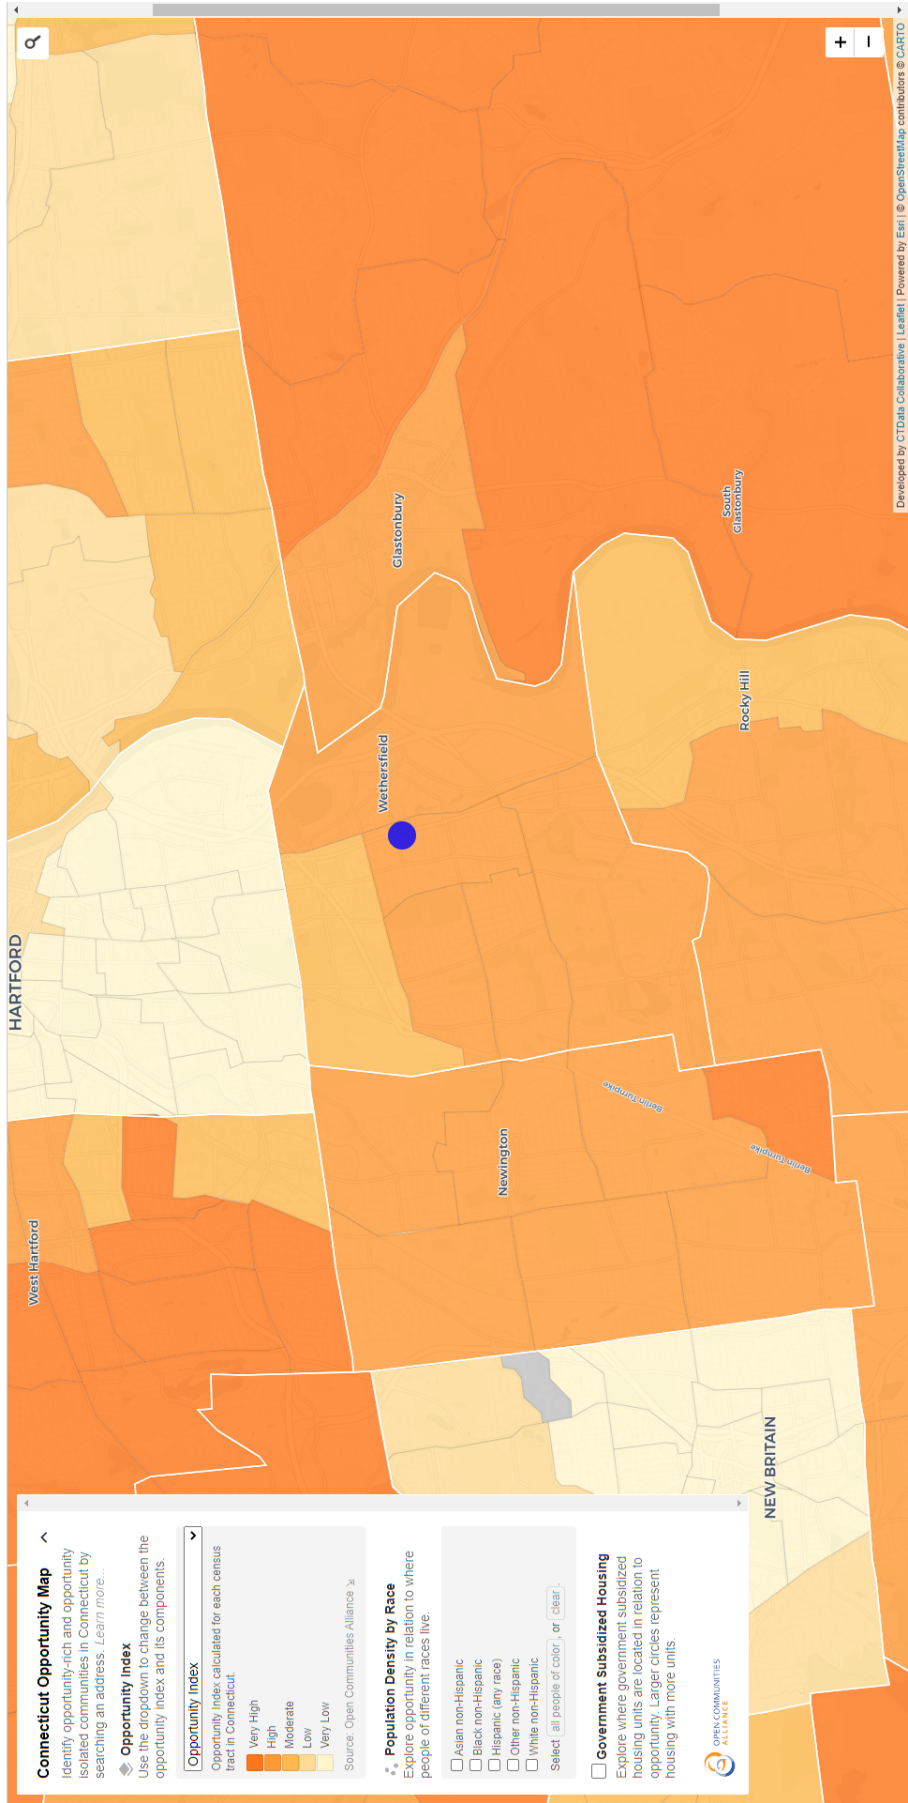 Connecticut Opportunity Map
Identify opportunity-rich and opportunity
isolated communities in Connecticut by
searching an address. Learn more...
Opportunity Index
Use the dropdown to change between the
opportunity index and its components.
Opportunity Index
Opportunity Index calculated for each census
tract in Connecticut.
Very High
High
Moderate
Low
Very Low
Source: Open Communities Alliance
Population Density by Race
Explore opportunity in relation to where
people of different races live.
Asian non-Hispanic
Black non-Hispanic
Hispanic (any race)
Other non-Hispanic
White non-Hispanic
Select all people of color, or clear.
Government Subsidized Housing
Explore where government subsidized
housing units are located in relation to
opportunity. Larger circles represent
housing with more units.
OPEN COMMUNITIES
ALLIANCE
West Hartford
HARTFORD
Wethersfield
Glastonbury
Newington
Berlin Turnpike
Berlin Turnpike
NEW BRITAIN
Rocky Hill
South
Glastonbury
+
−
Developed by CTData Collaborative | Leaflet | Powered by Esri | © OpenStreetMap contributors © CARTO